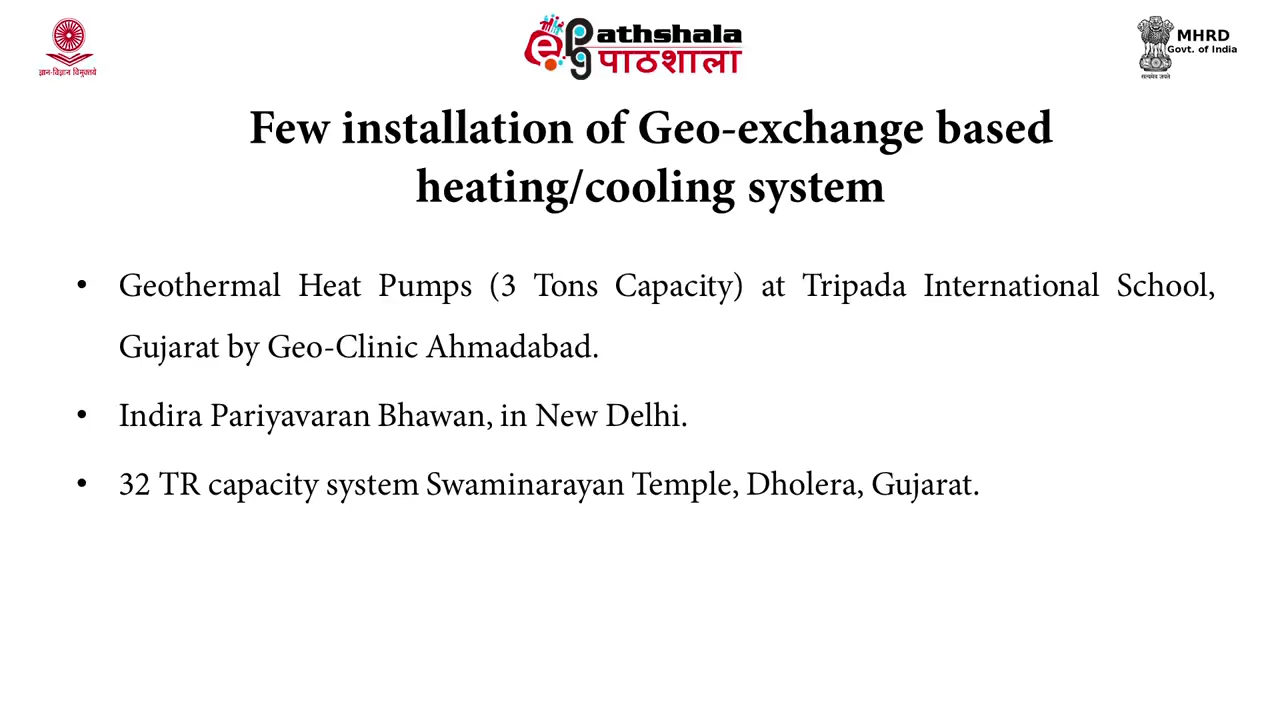 ज्ञान-विज्ञान विमुक्तये
ePG Pathshala
पाठशाला
MHRD
Govt. of India
सत्यमेव जयते
Few installation of Geo-exchange based
heating/cooling system
• Geothermal Heat Pumps (3 Tons Capacity) at Tripada International School,
Gujarat by Geo-Clinic Ahmadabad.
• Indira Pariyavaran Bhawan, in New Delhi.
• 32 TR capacity system Swaminarayan Temple, Dholera, Gujarat.